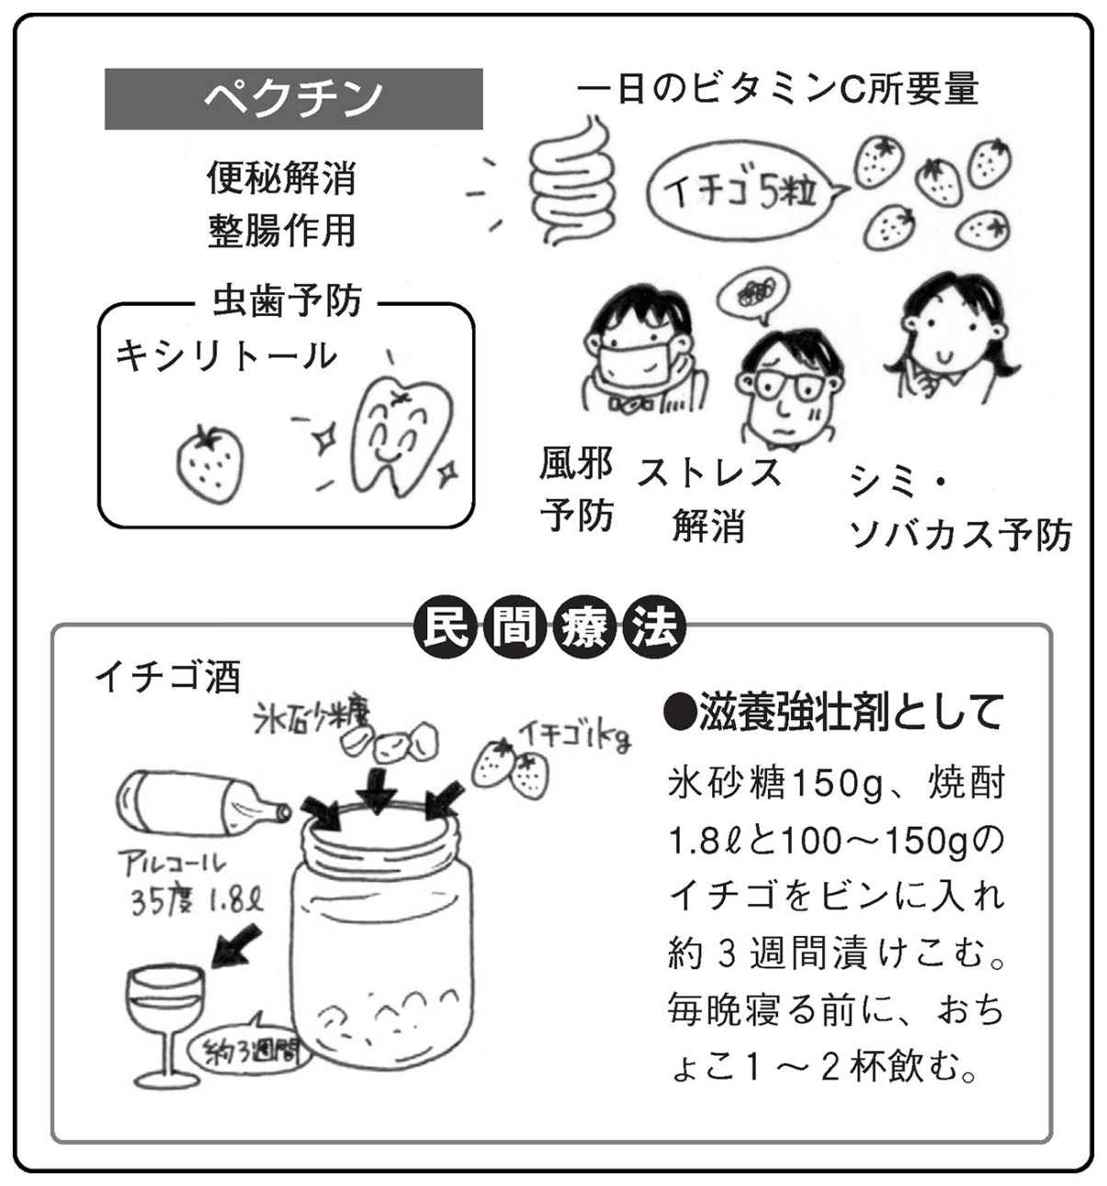 ペクチン
便秘解消
整腸作用
一日のビタミンC所要量
イチゴ5粒
虫歯予防
キシリトール
風邪
予防
ストレス
解消
シミ・
ソバカス予防
民間療法
イチゴ酒
氷砂糖
イチゴ1kg
アルコール
35度 1.8ℓ
約3週間
●滋養強壮剤として
氷砂糖150g、焼酎
1.8ℓと100～150gの
イチゴをビンに入れ
約3週間漬けこむ。
毎晩寝る前に、おち
ょこ1～2杯飲む。